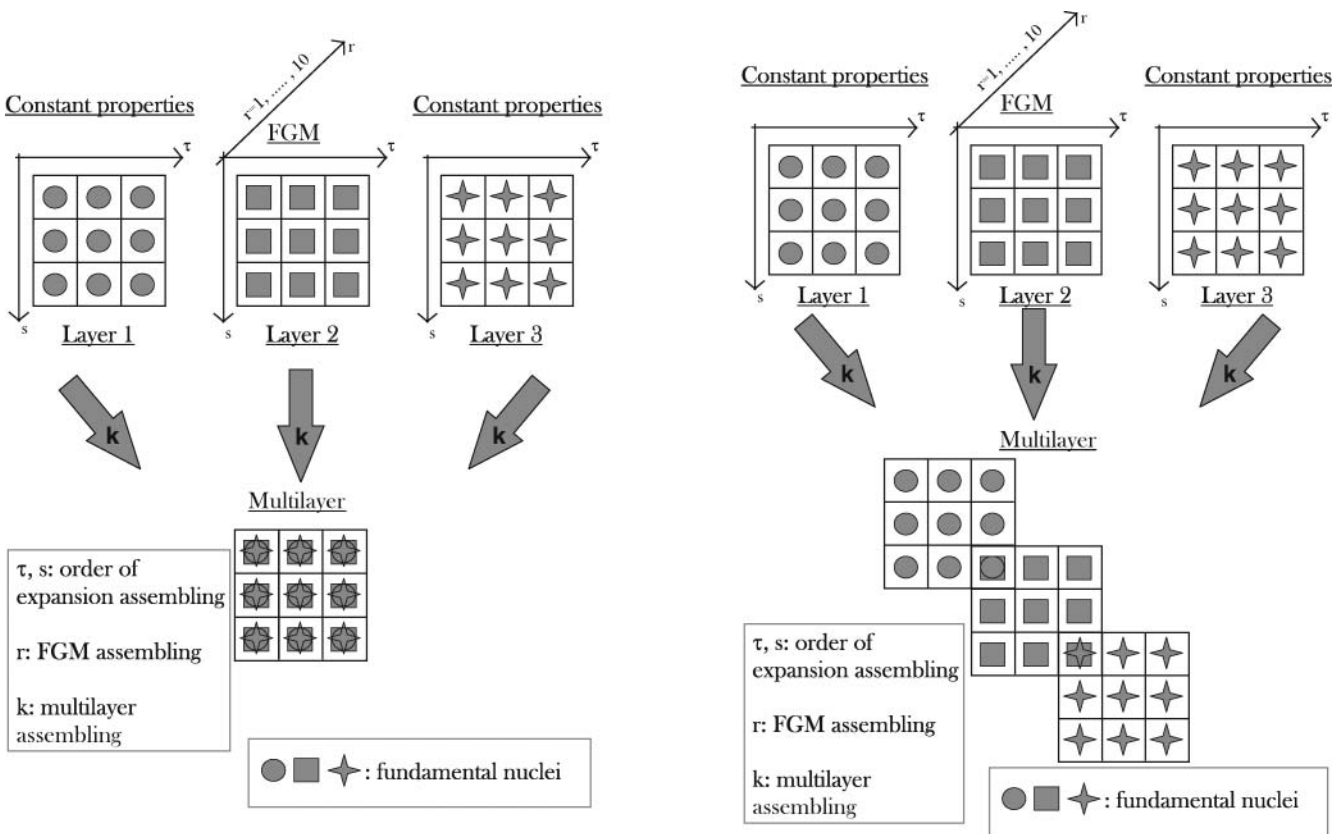 r
r=1, ..... , 10
Constant properties
FGM
τ
τ
τ
s
s
s
Layer 1
Layer 2
Layer 3
k
k
k
Multilayer
τ, s: order of
expansion assembling
r: FGM assembling
k: multilayer
assembling
: fundamental nuclei
r
r=1, ..... , 10
Constant properties
Constant properties
FGM
τ
τ
τ
s
s
s
Layer 1
Layer 2
Layer 3
k
k
k
Multilayer
τ, s: order of
expansion assembling
r: FGM assembling
k: multilayer
assembling
: fundamental nuclei